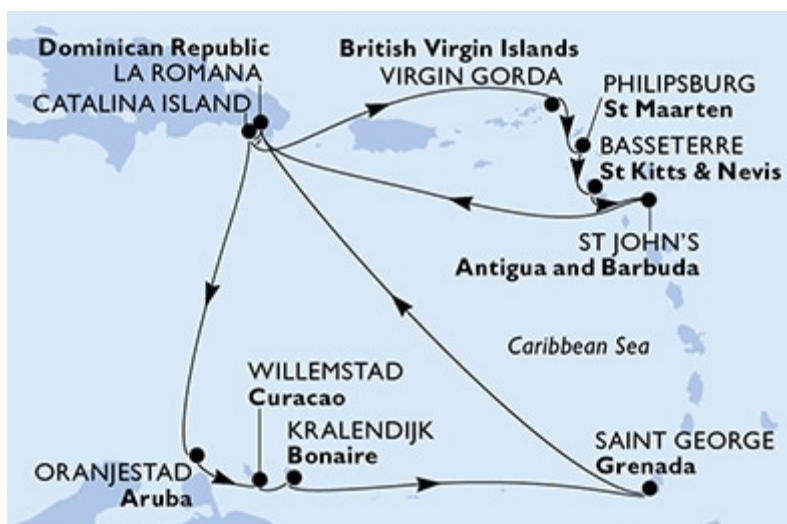 Dominican Republic
LA ROMANA
CATALINA ISLAND
British Virgin Islands
VIRGIN GORDA
PHILIPSBURG
St Maarten
BASSETERRE
St Kitts & Nevis
ST JOHN'S
Antigua and Barbuda
Caribbean Sea
WILLEMSTAD
Curacao
KRALENDIJK
Bonaire
ORANJESTAD
Aruba
SAINT GEORGE
Grenada